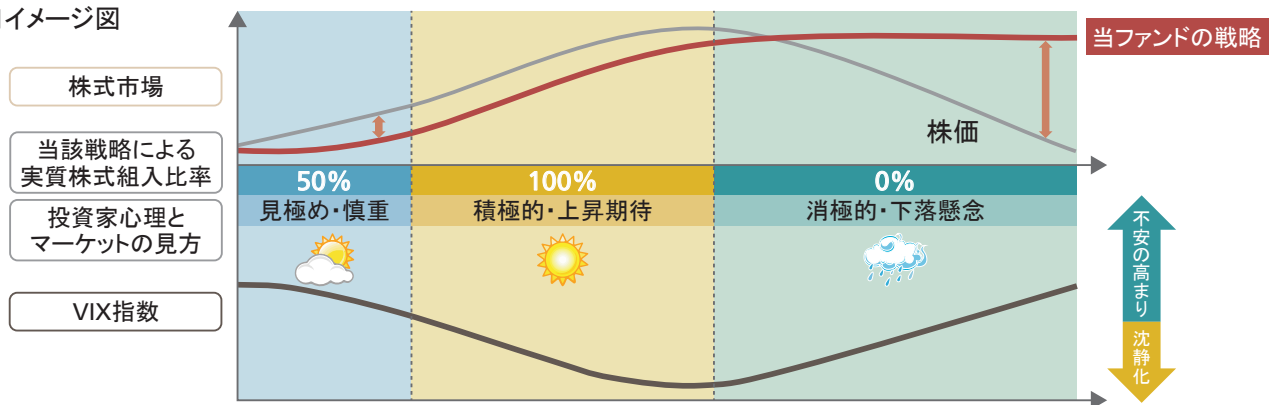 イメージ図
当ファンドの戦略
株式市場
株価
当該戦略による
実質株式組入比率
50%
100%
0%
投資家心理と
マーケットの見方
見極め・慎重
積極的・上昇期待
消極的・下落懸念
不安の高まり
沈静化
VIX指数